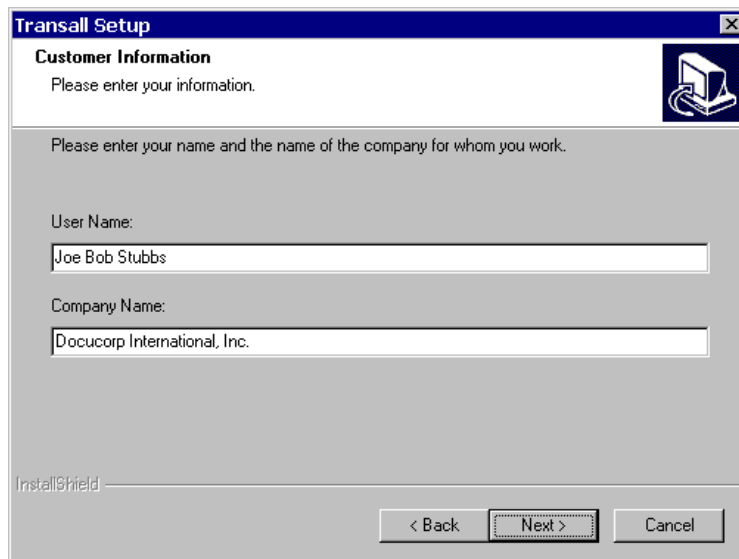 Transall Setup
Customer Information
Please enter your information.
Please enter your name and the name of the company for whom you work.
User Name:
Joe Bob Stubbs
Company Name:
Docucorp International, Inc.
InstallShield
< Back Next > Cancel